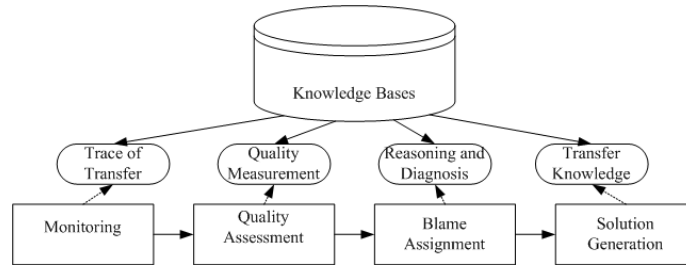 Knowledge Bases
Trace of
Transfer
Quality
Measurement
Reasoning and
Diagnosis
Transfer
Knowledge
Monitoring
Quality
Assessment
Blame
Assignment
Solution
Generation